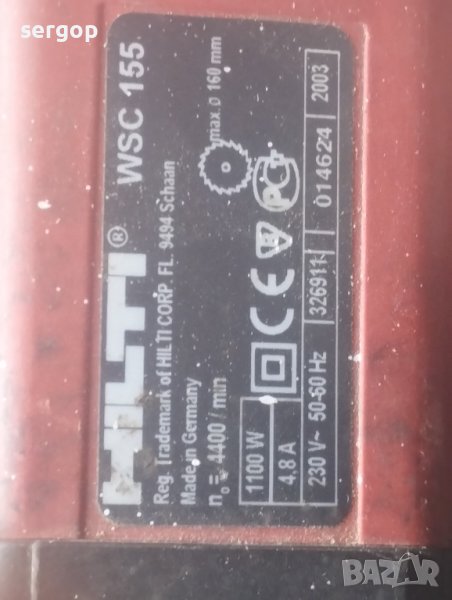 sergop
HILTI® WSC 155
Reg. Trademark of HILTI CORP. FL. 9494 Schaan
Made in Germany
n₀ = 4400 / min
max. Ø 160 mm
1100 W
4,8 A
230 V~ 50-60 Hz
326911
014624
2003
BAZAR